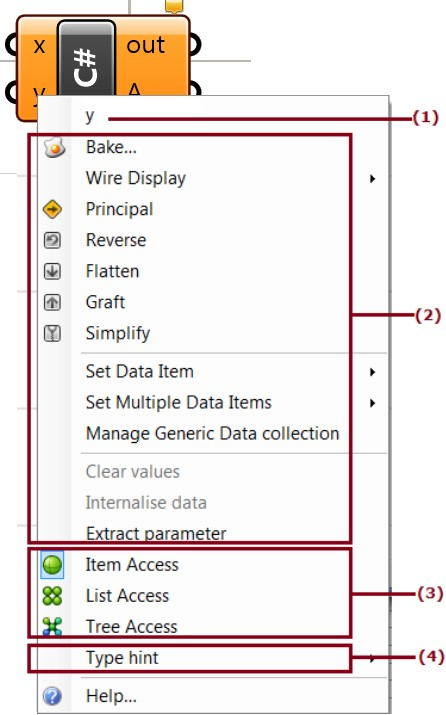 x
C#
out
y
A
y
(1)
Bake...
Wire Display
Principal
Reverse
Flatten
Graft
(2)
Simplify
Set Data Item
Set Multiple Data Items
Manage Generic Data collection
Clear values
Internalise data
Extract parameter
Item Access
List Access
(3)
Tree Access
Type hint
(4)
Help...